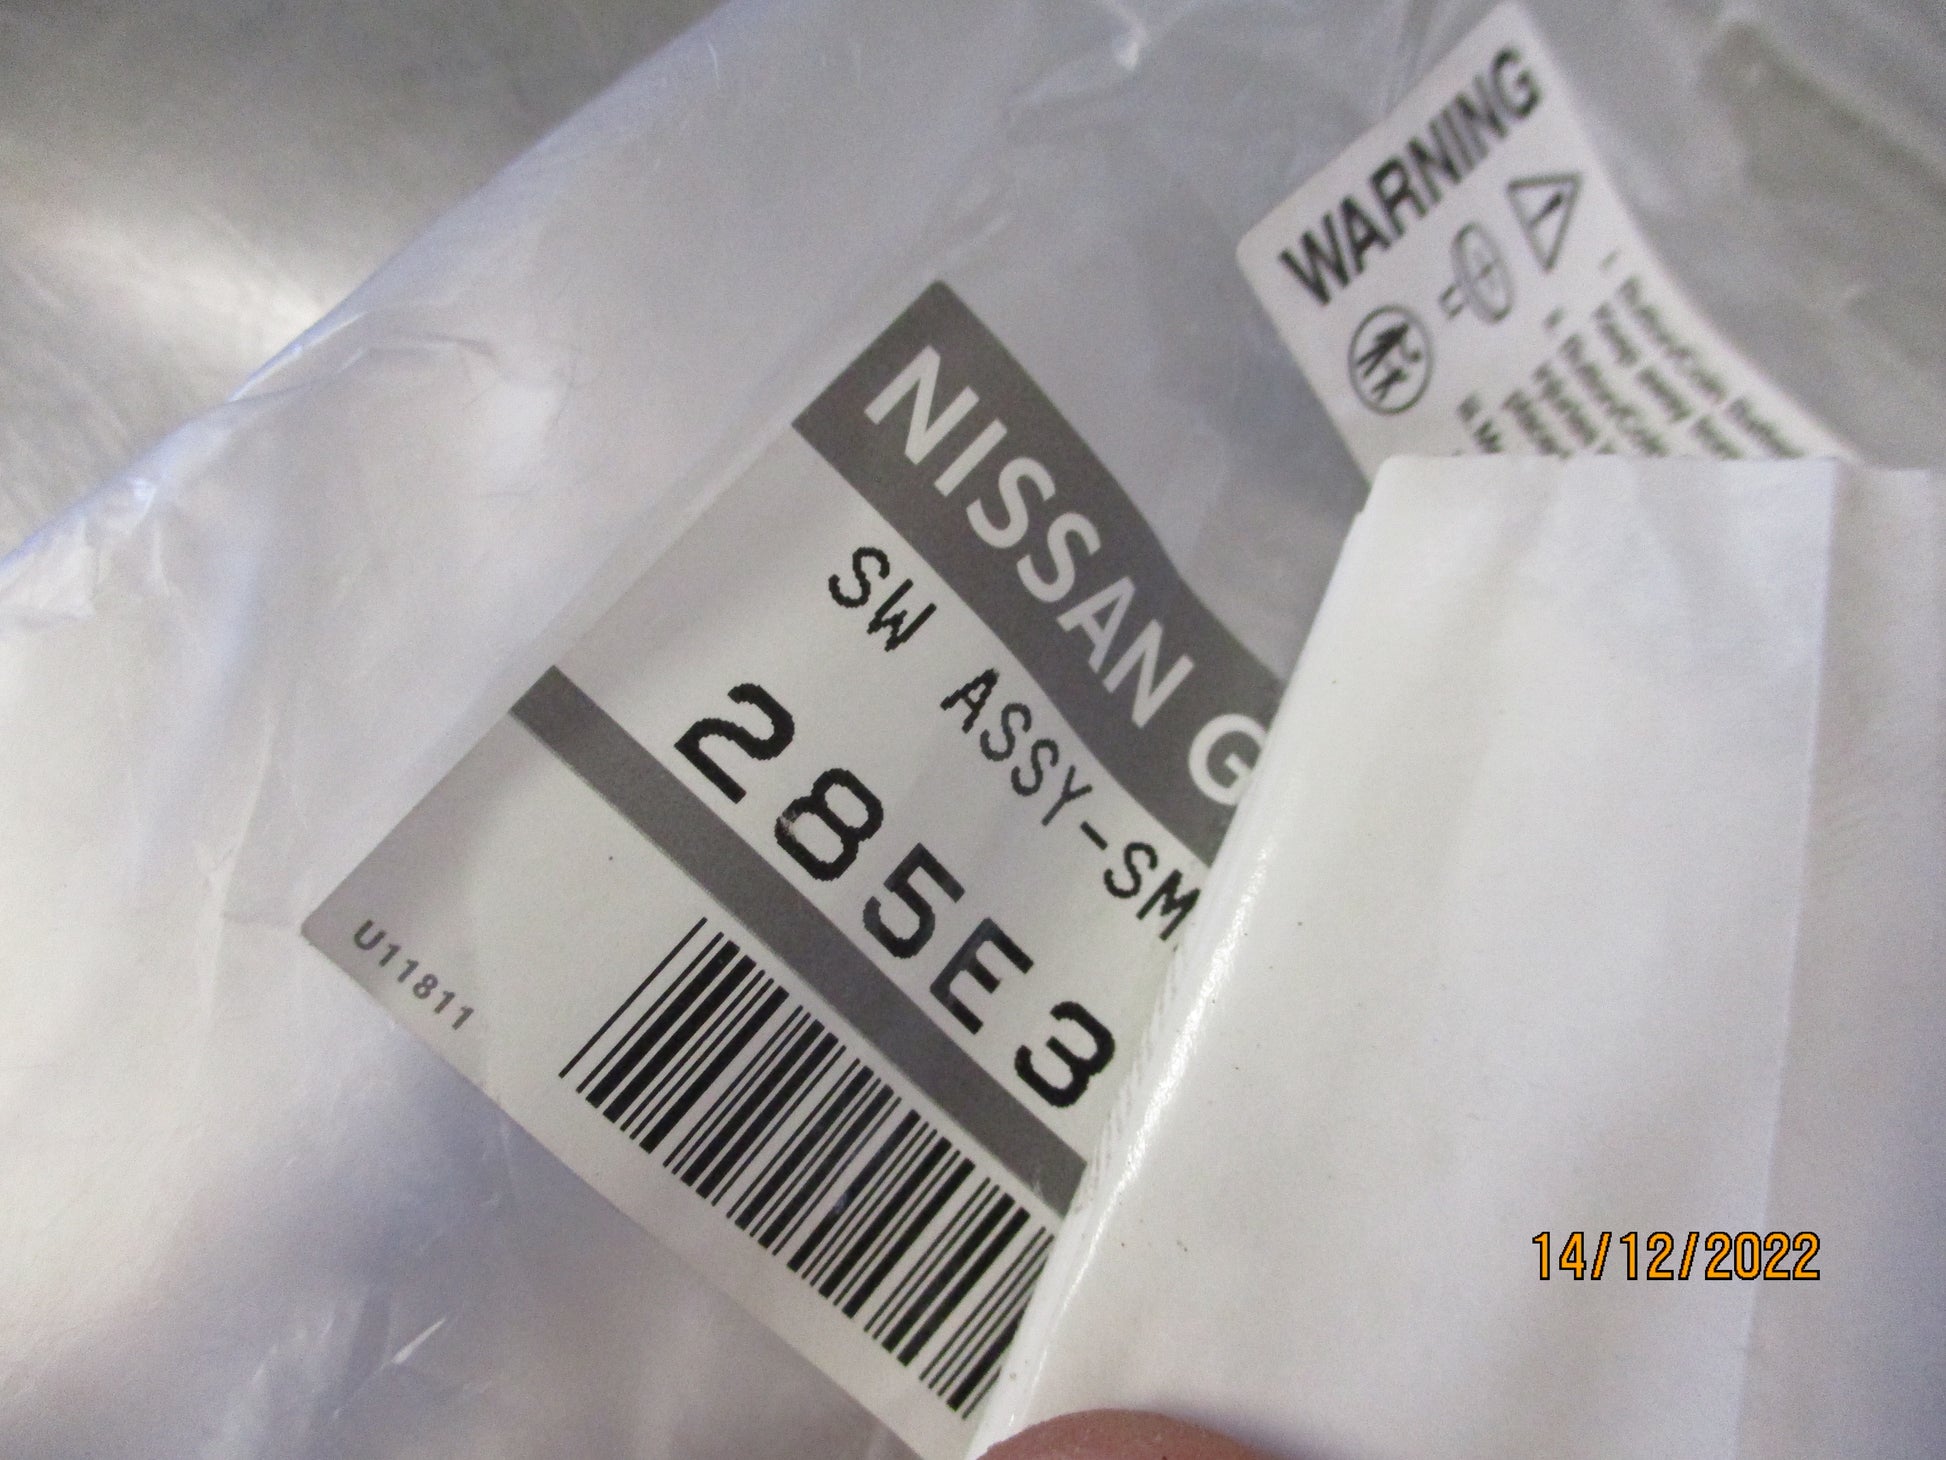 NISSAN G
SW ASSY-SM
285E3
U11811
WARNING
14/12/2022